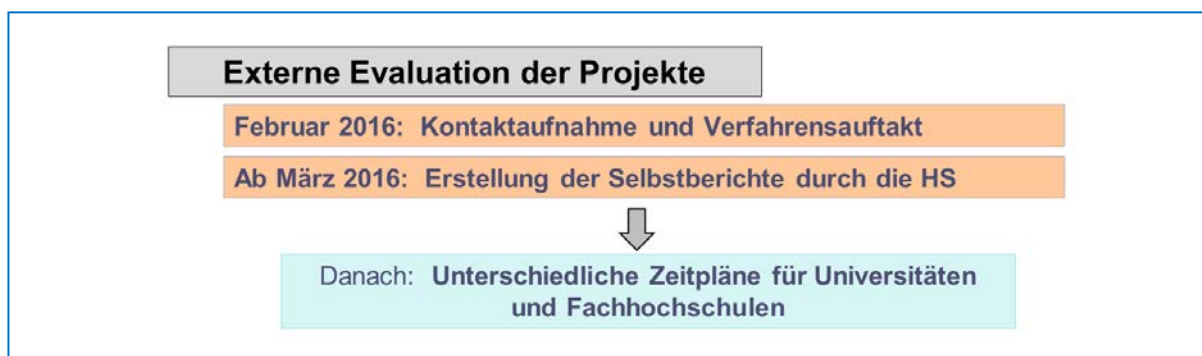 Externe Evaluation der Projekte
Februar 2016: Kontaktaufnahme und Verfahrensauftakt
Ab März 2016: Erstellung der Selbstberichte durch die HS
Danach: Unterschiedliche Zeitpläne für Universitäten
und Fachhochschulen